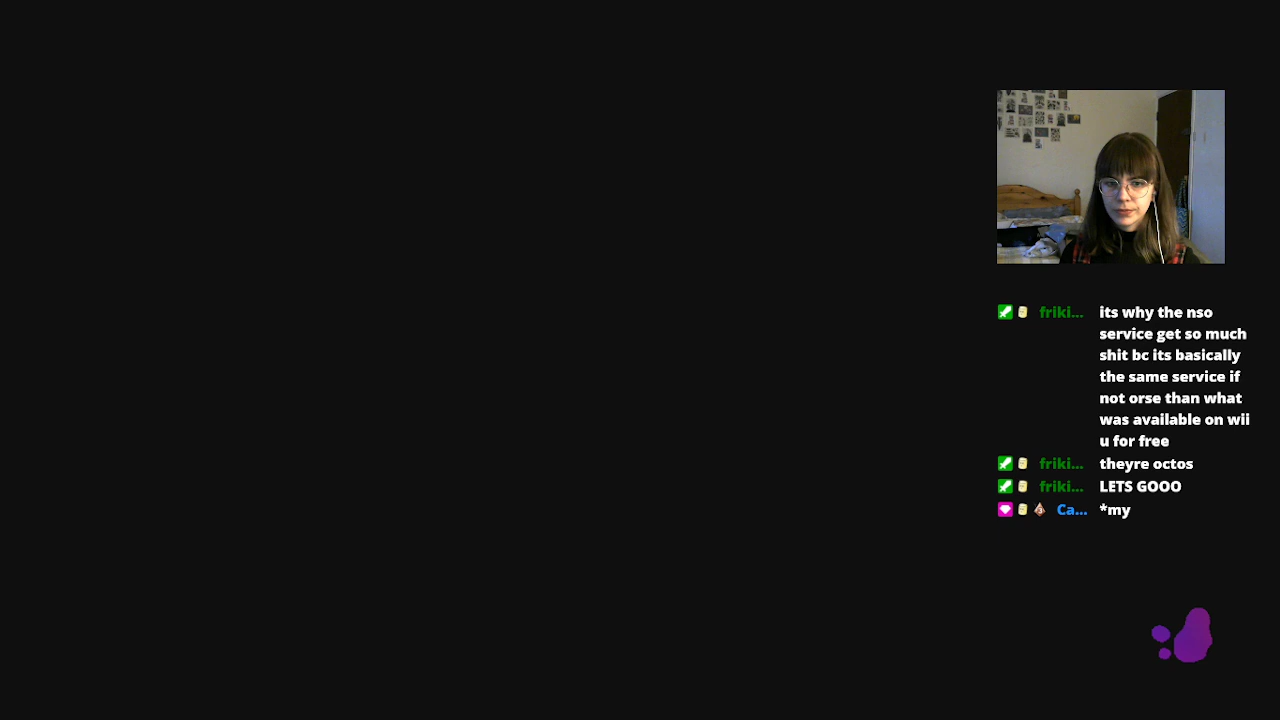 friki... its why the nso
service get so much
shit bc its basically
the same service if
not orse than what
was available on wii
u for free
friki... theyre octos
friki... LETS GOOO
Ca... *my